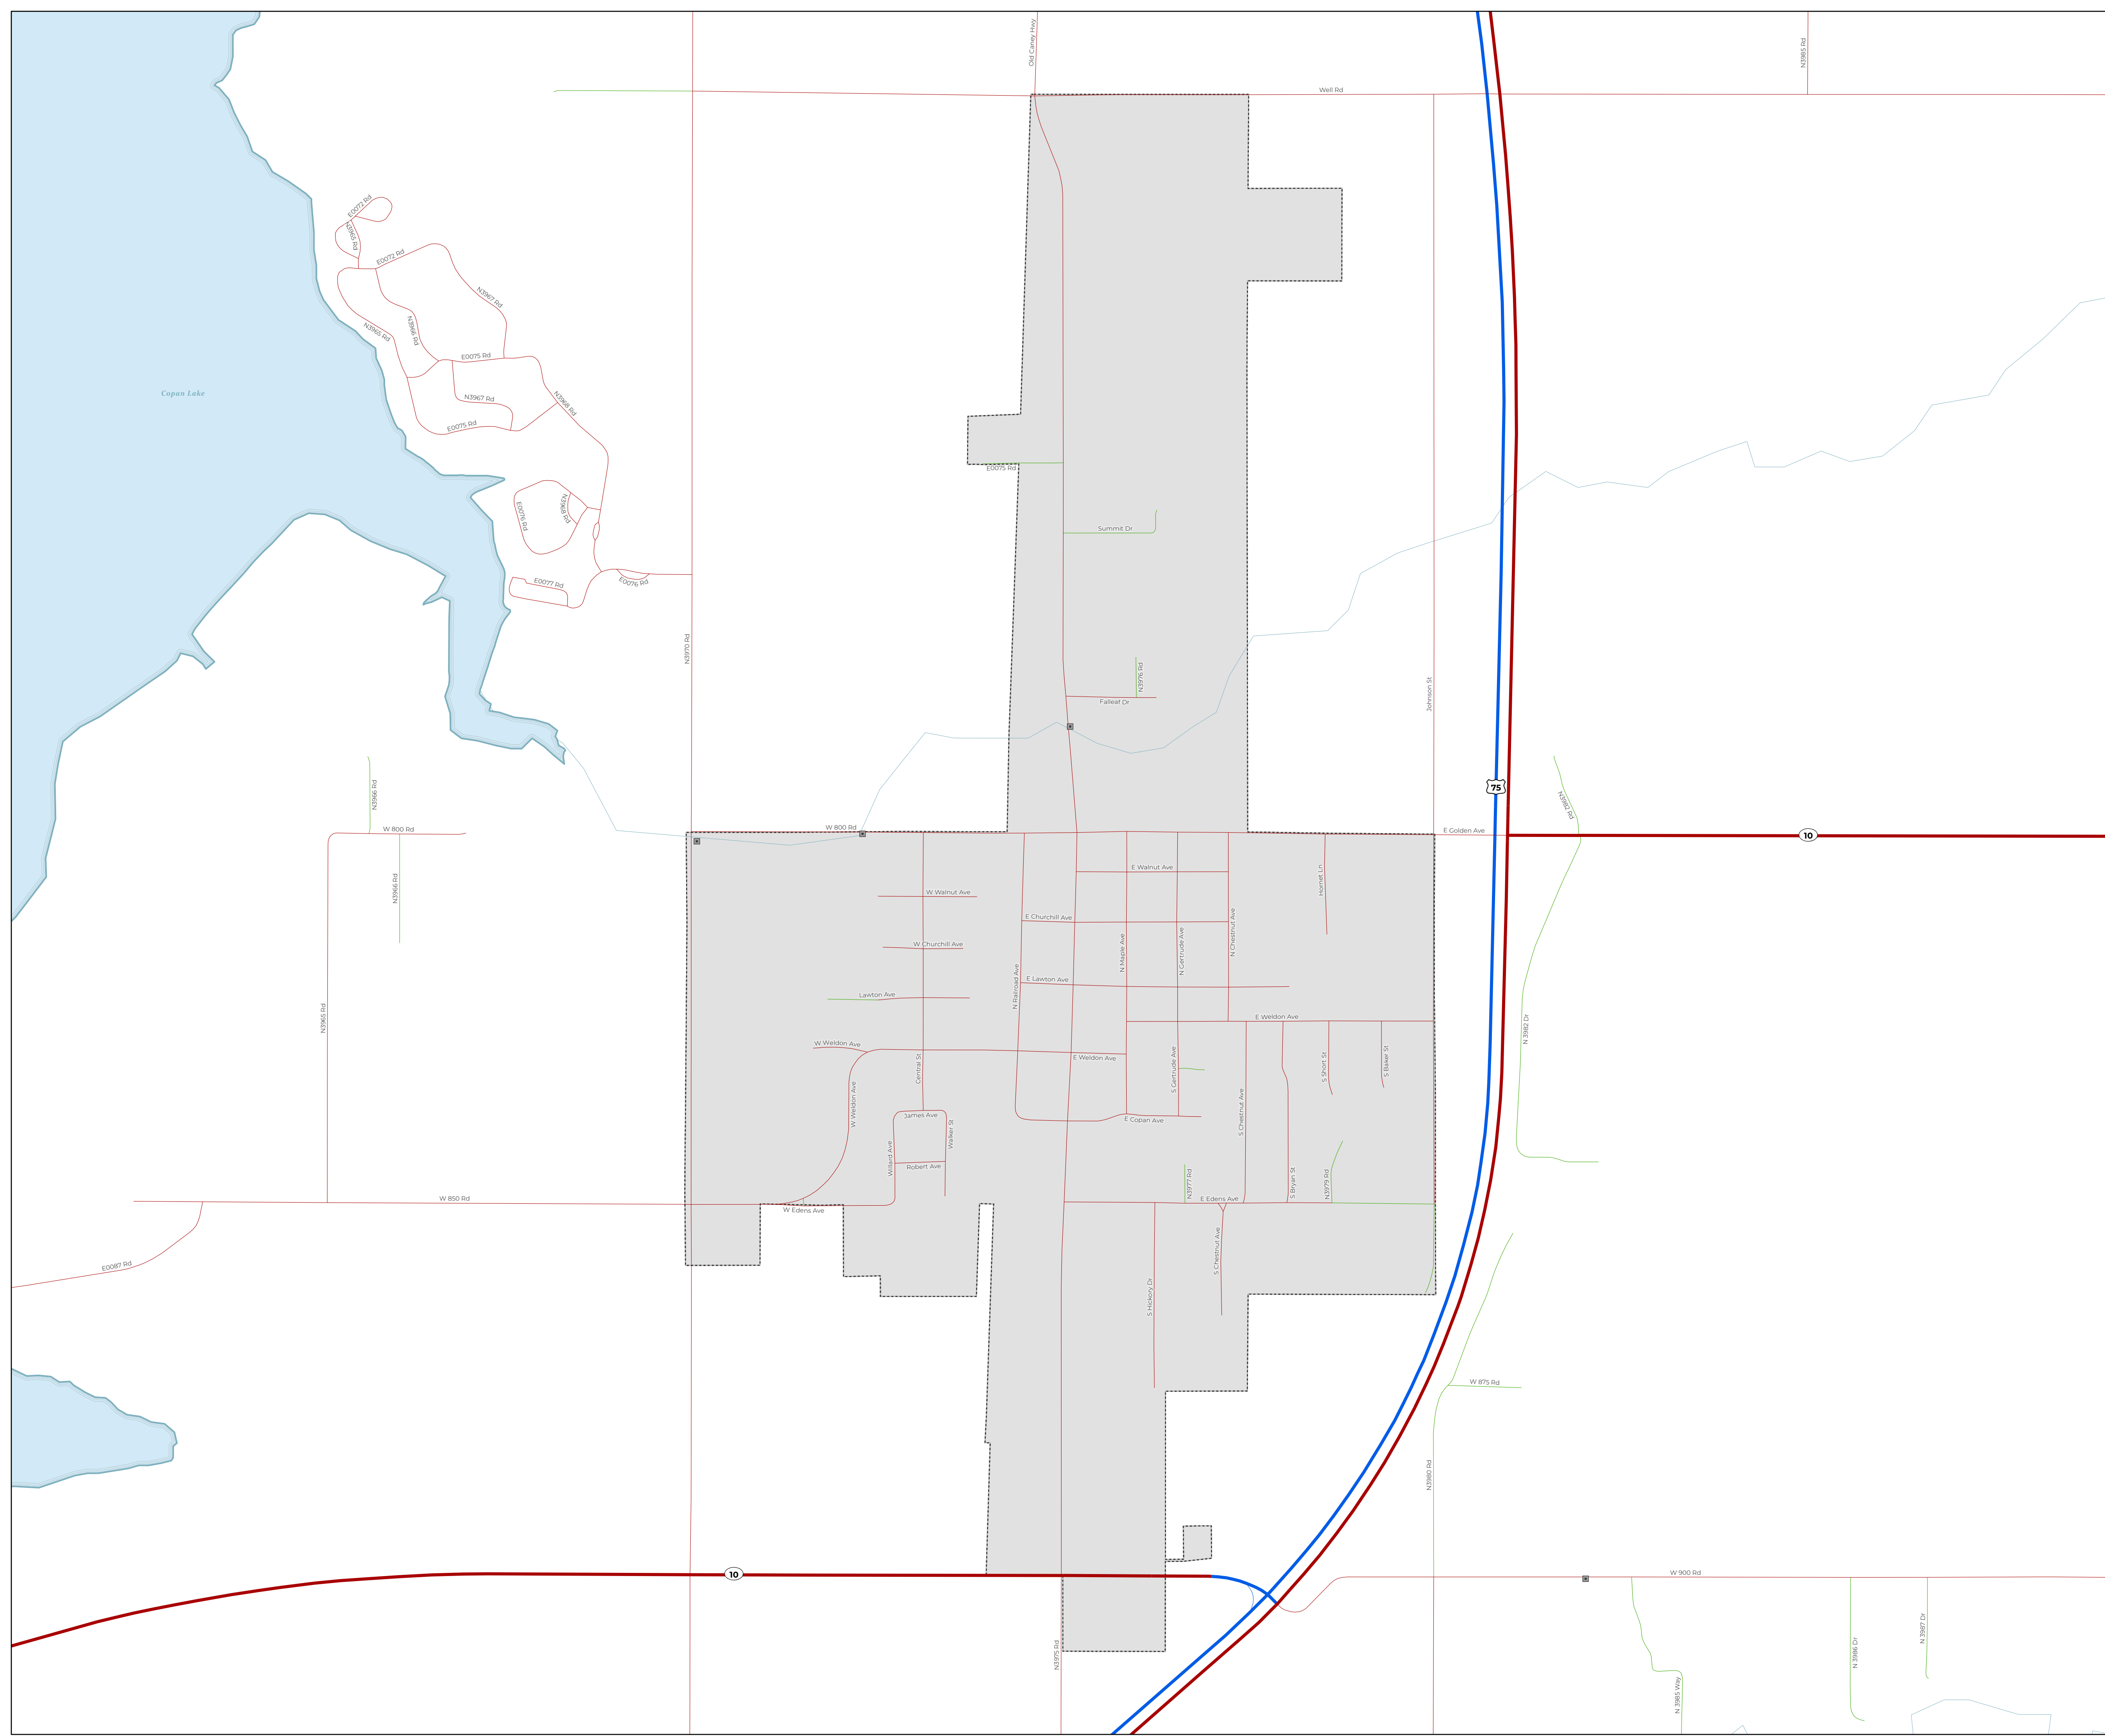 Old Caney Hwy
N3985 Rd
Well Rd
E0072 Rd
N3965 Rd
E0072 Rd
N3967 Rd
N3965 Rd
N3966 Rd
E0075 Rd
Copan Lake
N3967 Rd
N3968 Rd
E0075 Rd
E0075 Rd
E0076 Rd
N3968 Rd
Summit Dr
E0077 Rd
E0076 Rd
N3970 Rd
N3976 Rd
Falleaf Dr
Johnson St
75
N3966 Rd
N3982 Rd
W 800 Rd
W 800 Rd
E Golden Ave
10
N3966 Rd
E Walnut Ave
Hornet Ln
W Walnut Ave
E Churchill Ave
N Chestnut Ave
W Churchill Ave
N Maple Ave
N Gertrude Ave
N Railroad Ave
E Lawton Ave
Lawton Ave
N3965 Rd
E Weldon Ave
N 3982 Dr
W Weldon Ave
E Weldon Ave
Central St
S Gertrude Ave
S Short St
S Baker St
W Weldon Ave
James Ave
E Copan Ave
S Chestnut Ave
Walker St
Willard Ave
Robert Ave
N3977 Rd
S Bryan St
N3979 Rd
W 850 Rd
E Edens Ave
W Edens Ave
S Chestnut Ave
E0087 Rd
S Hickory Dr
W 875 Rd
N3980 Rd
10
W 900 Rd
N3975 Rd
N 3985 Way
N 3986 Dr
N 3987 Dr